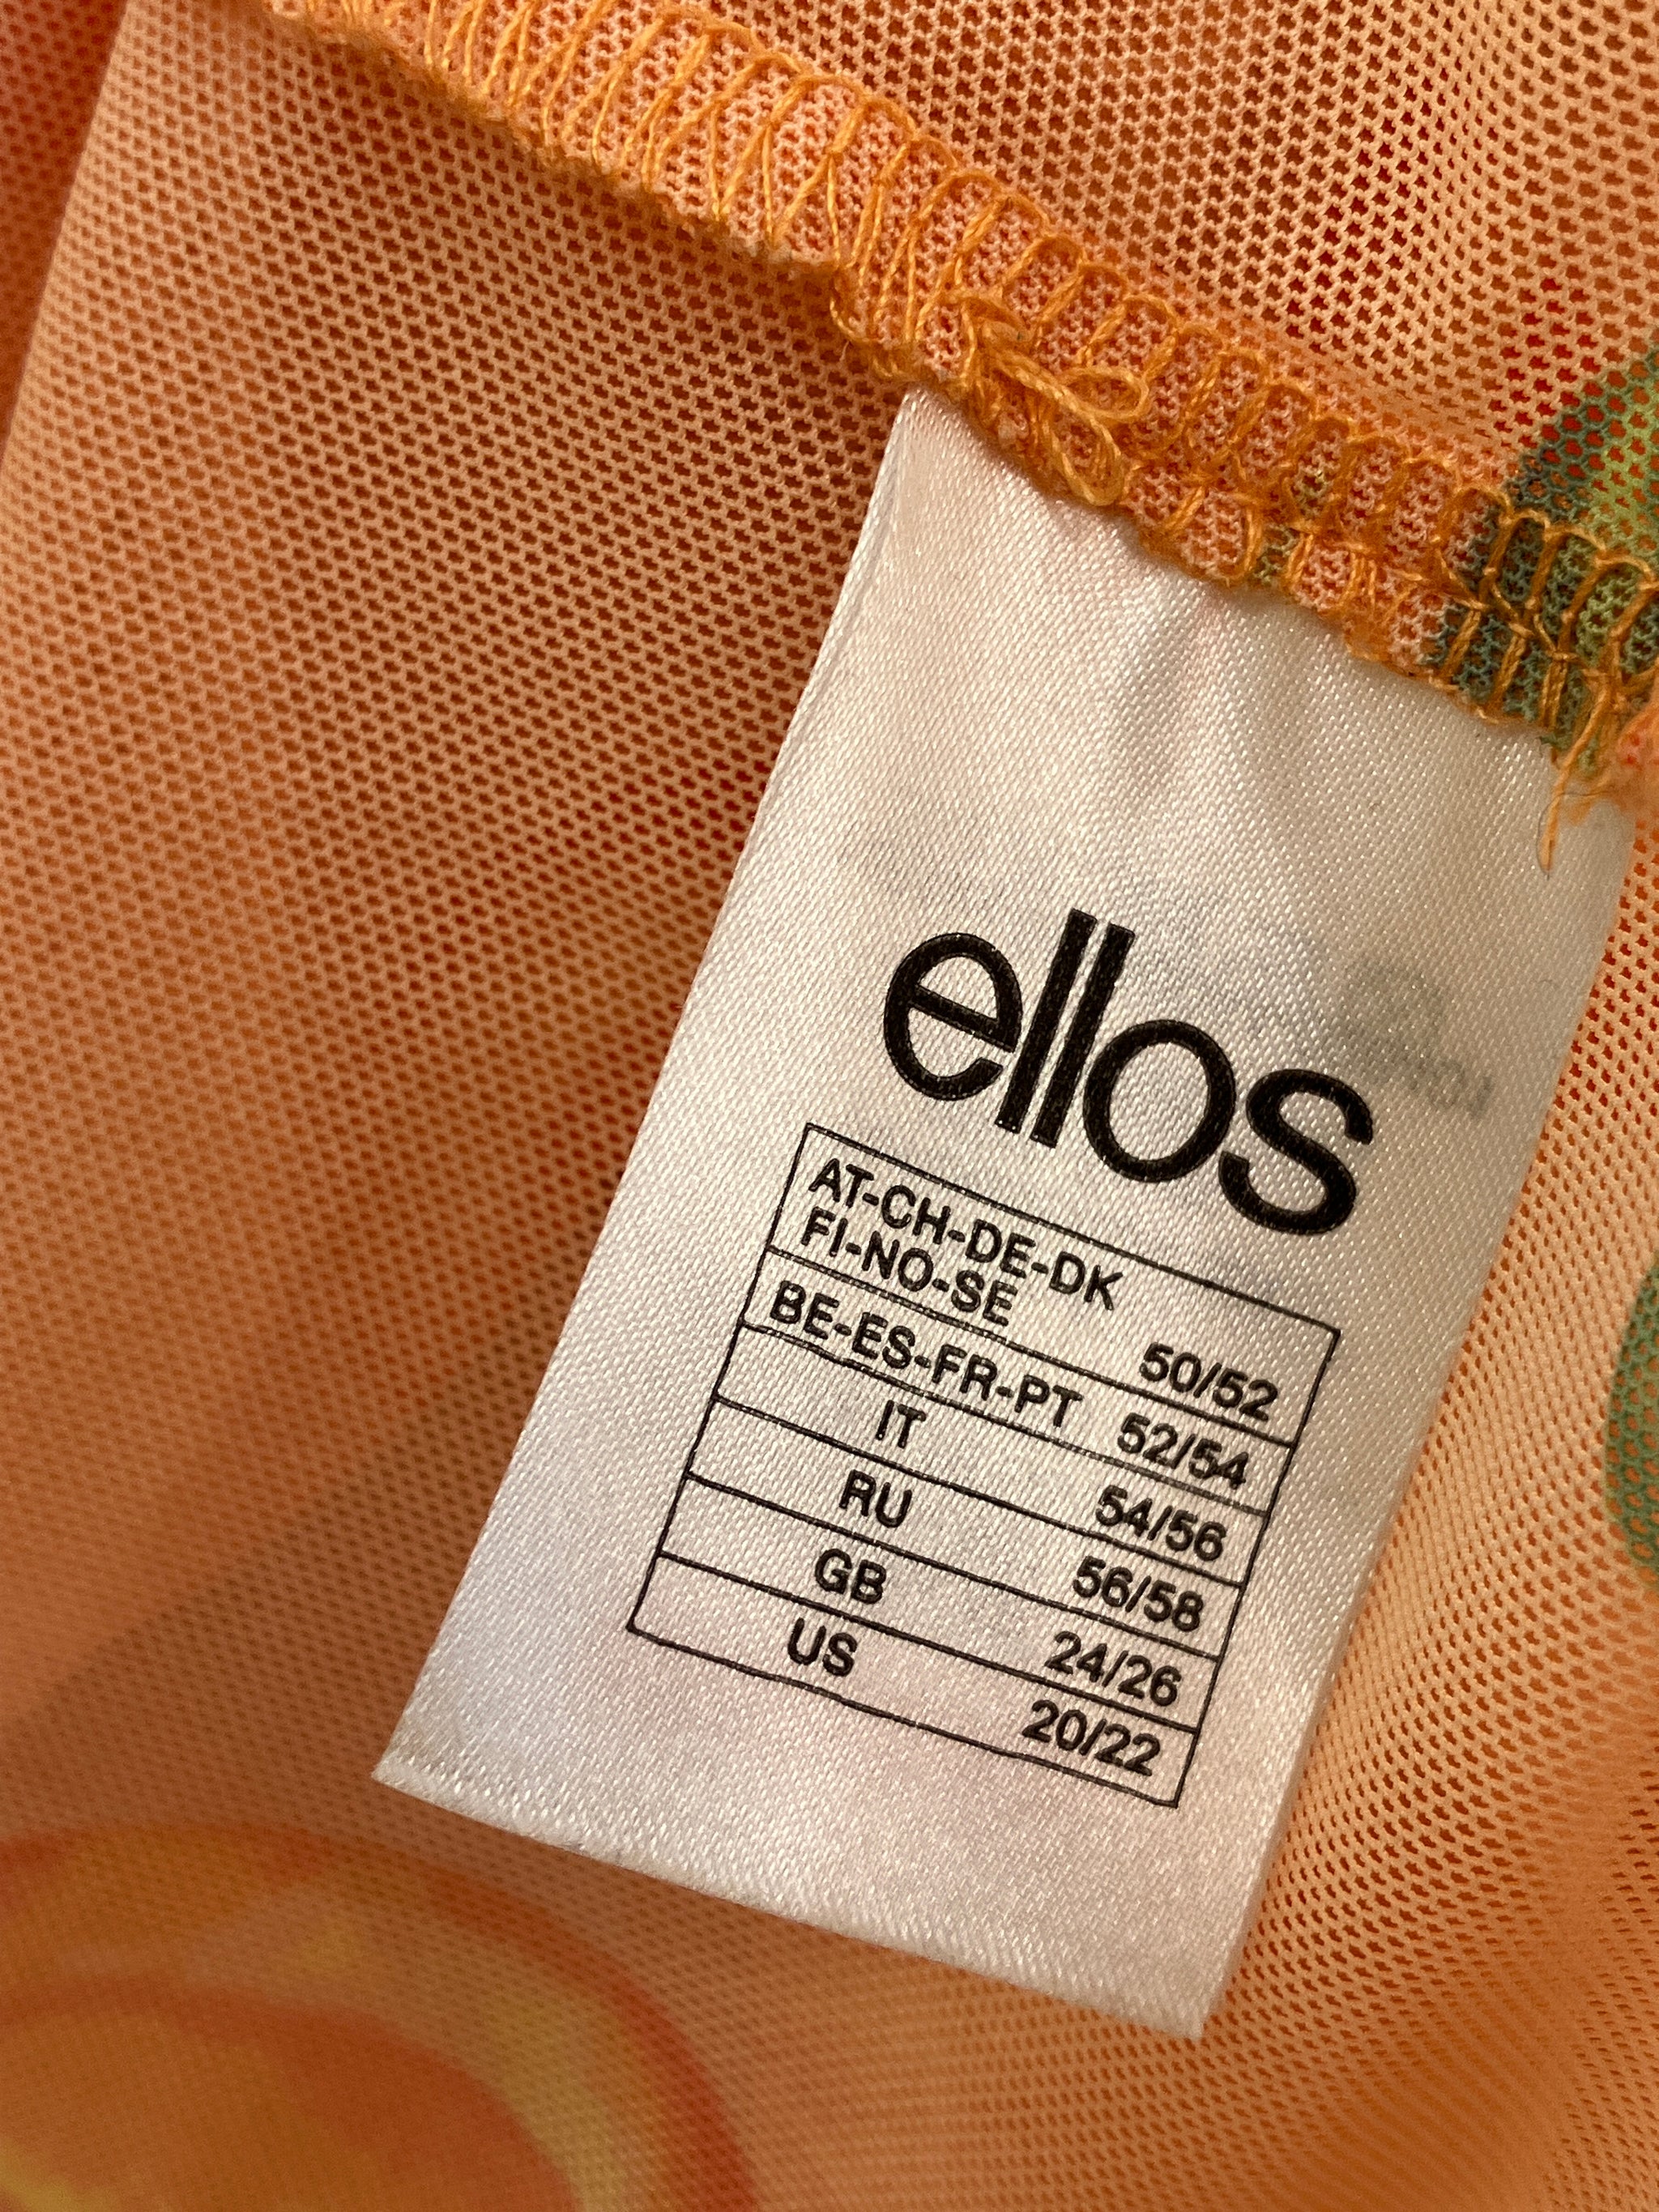 ellos
AT-CH-DE-DK
FI-NO-SE 50/52
BE-ES-FR-PT 52/54
IT 54/56
RU 56/58
GB 24/26
US 20/22